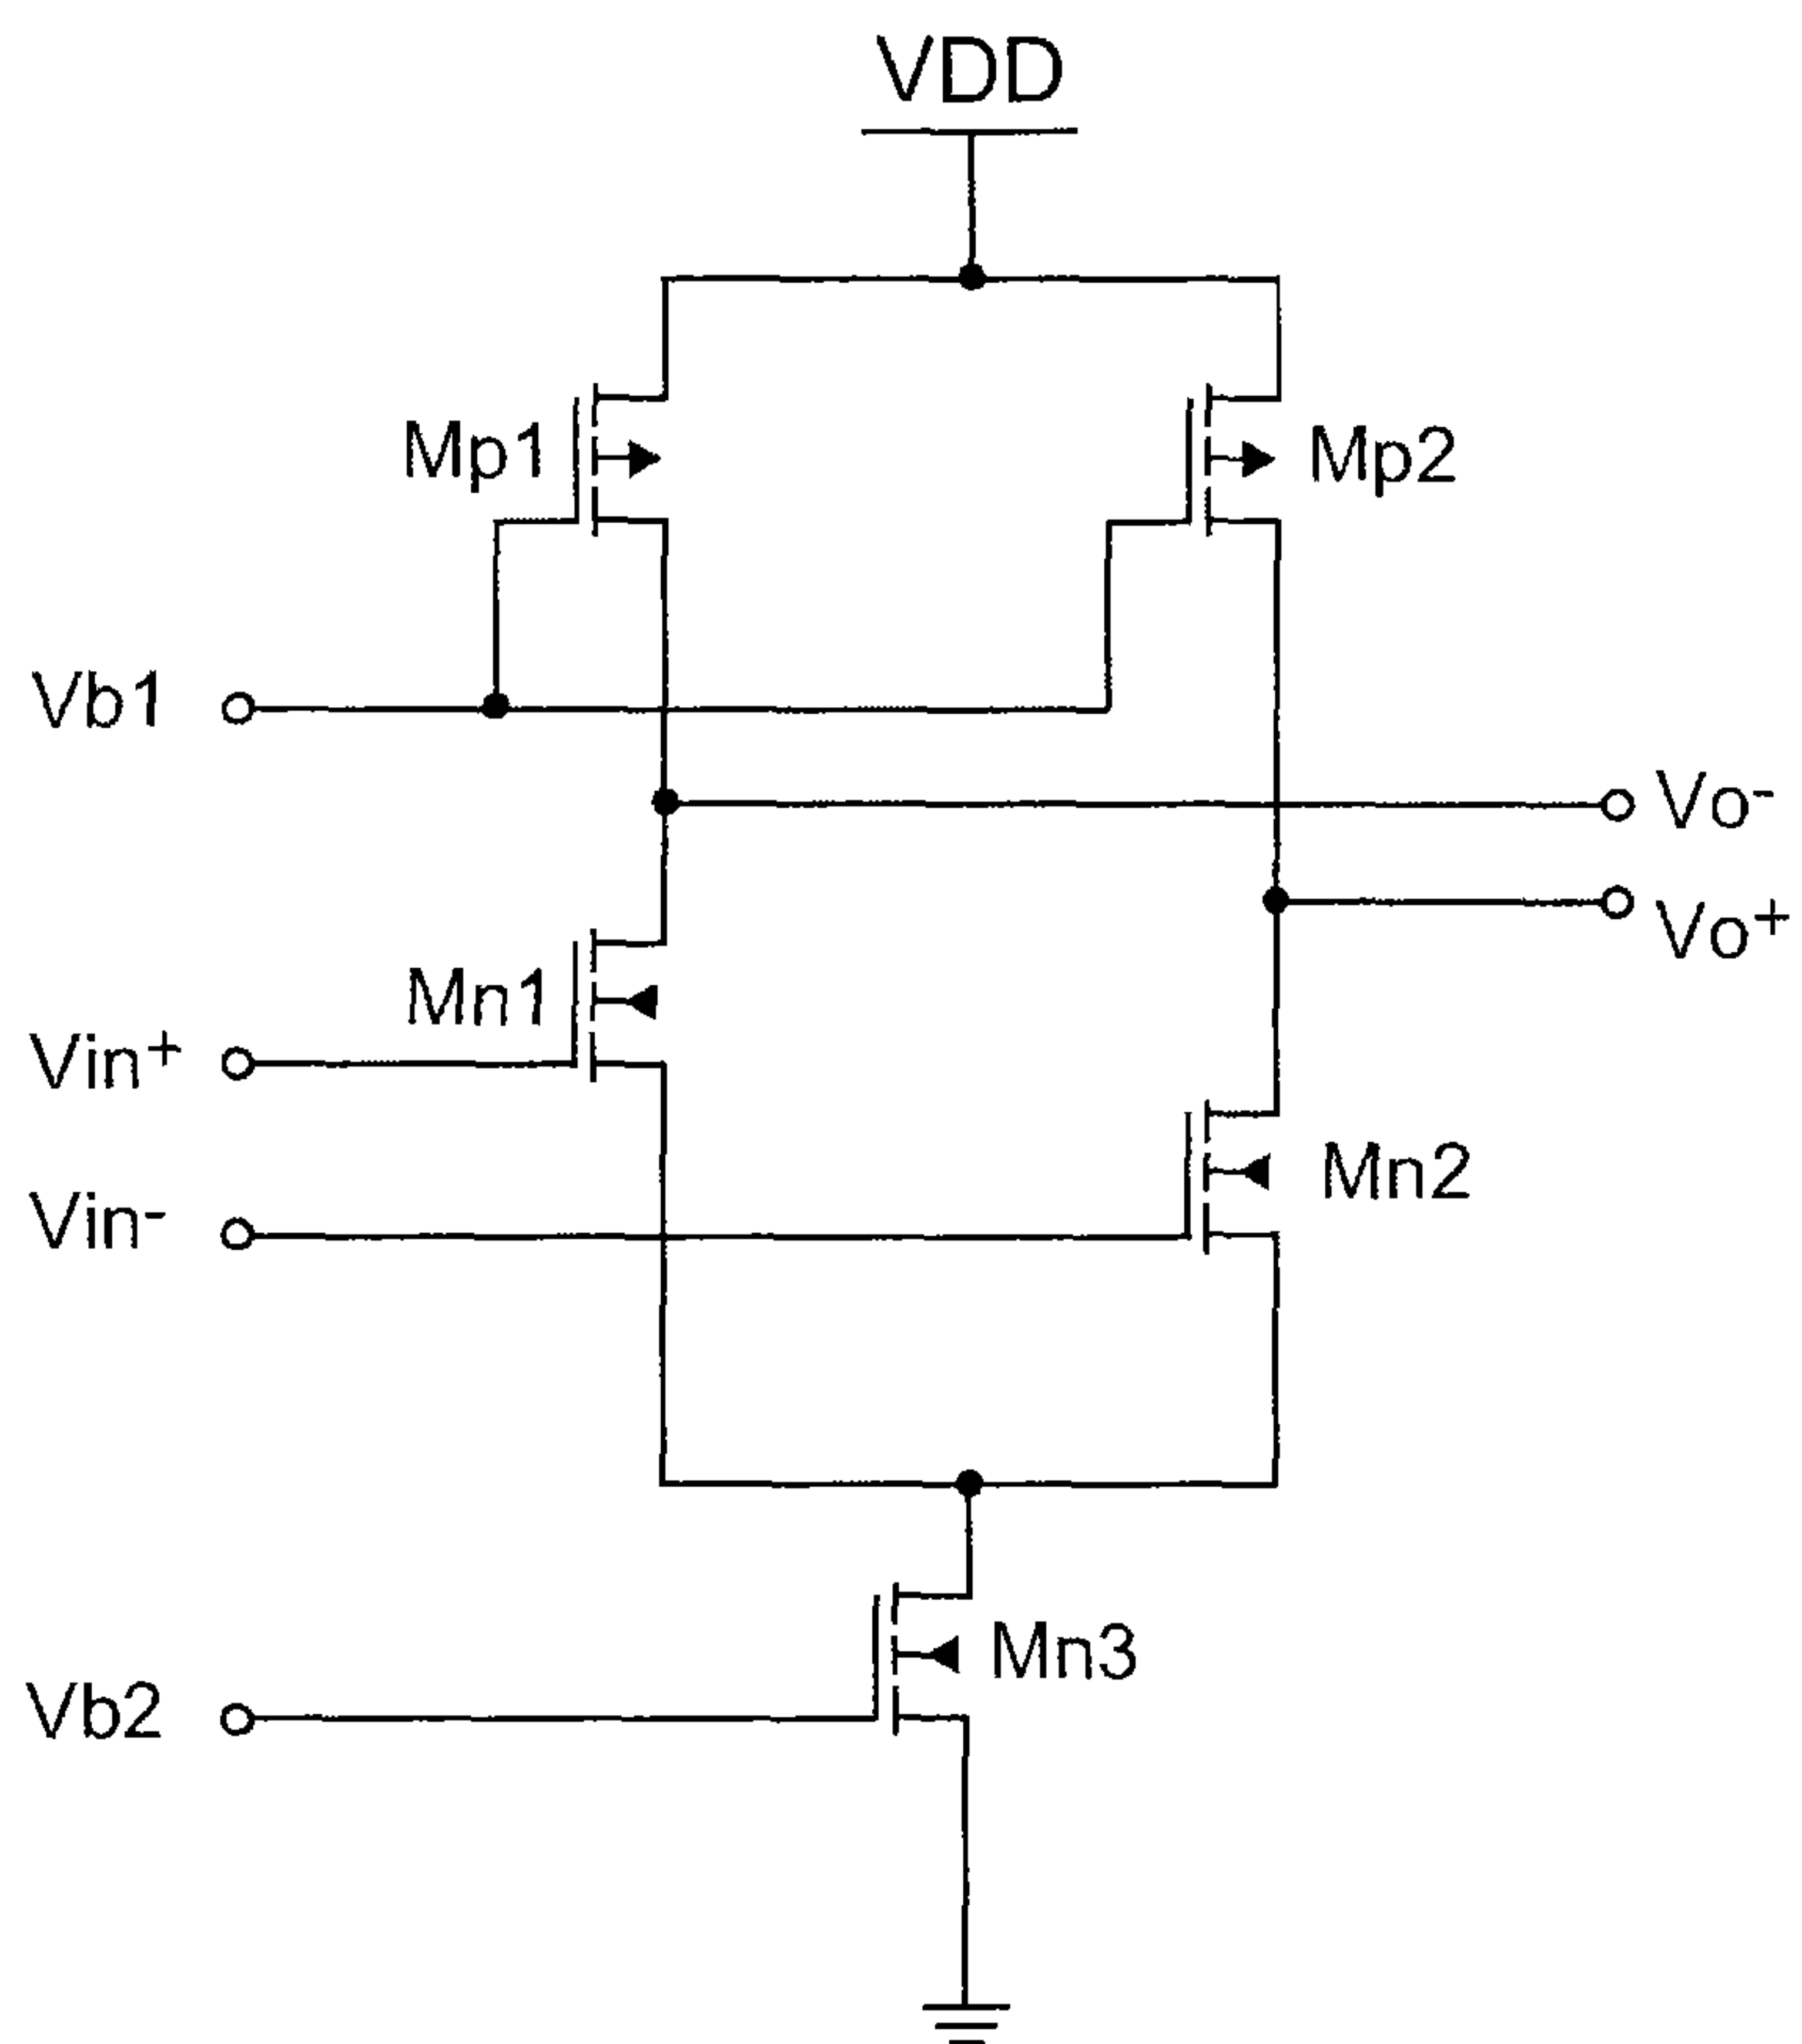 VDD
Mp1
Mp2
Vb1
Vo-
Vo+
Mn1
Vin+
Mn2
Vin-
Mn3
Vb2